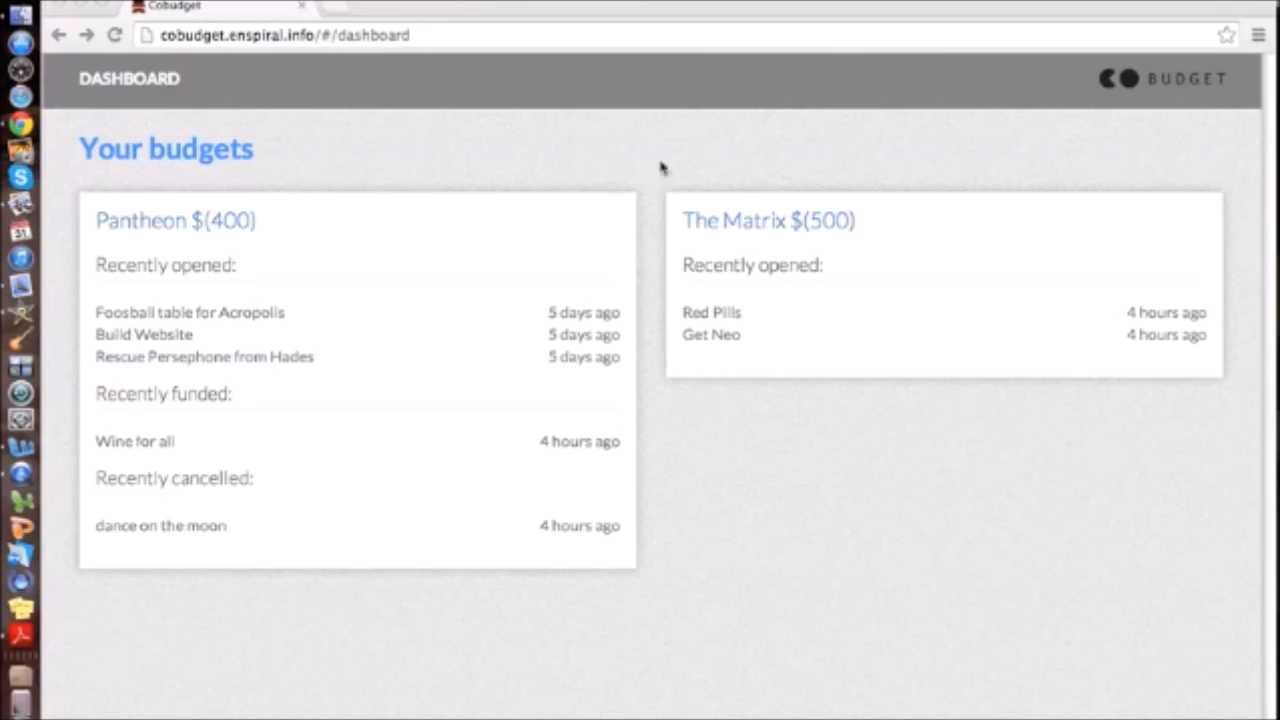 Cobudget
cobudget.enspiral.info/#/dashboard
DASHBOARD
CO BUDGET
Your budgets
Pantheon $(400)
Recently opened:
Foosball table for Acropolis 5 days ago
Build Website 5 days ago
Rescue Persephone from Hades 5 days ago
Recently funded:
Wine for all 4 hours ago
Recently cancelled:
dance on the moon 4 hours ago
The Matrix $(500)
Recently opened:
Red Pills 4 hours ago
Get Neo 4 hours ago